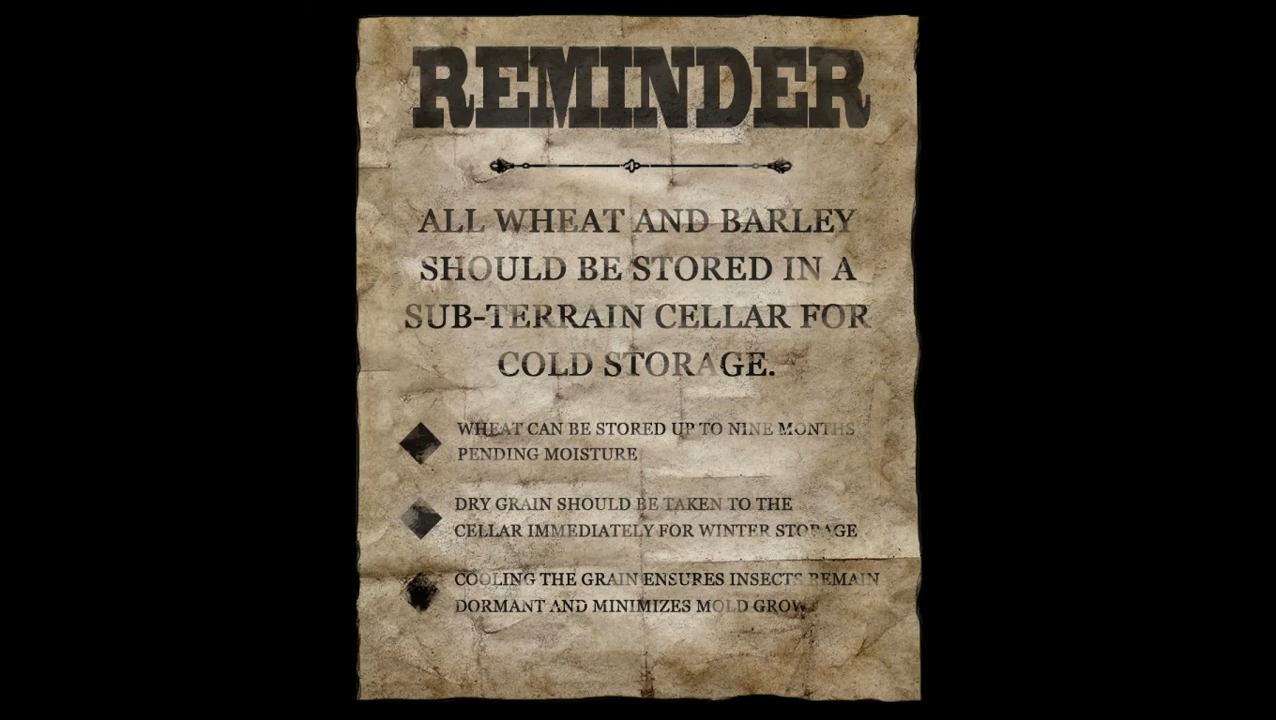 REMINDER
ALL WHEAT AND BARLEY
SHOULD BE STORED IN A
SUB-TERRAIN CELLAR FOR
COLD STORAGE.
WHEAT CAN BE STORED UP TO NINE MONTHS
PENDING MOISTURE
DRY GRAIN SHOULD BE TAKEN TO THE
CELLAR IMMEDIATELY FOR WINTER STORAGE
COOLING THE GRAIN ENSURES INSECTS REMAIN
DORMANT AND MINIMIZES MOLD